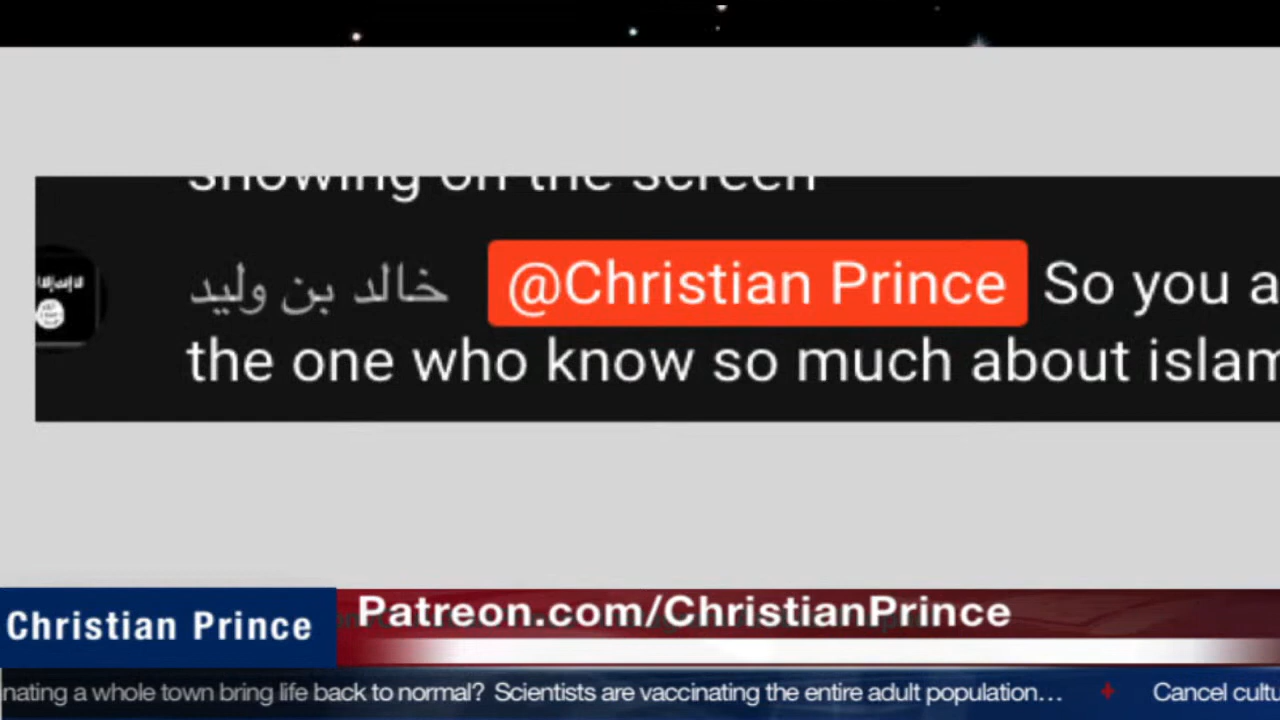 showing on the screen
خالد بن وليد @Christian Prince So you a
the one who know so much about islam
Christian Prince
Patreon.com/ChristianPrince
nating a whole town bring life back to normal? Scientists are vaccinating the entire adult population... Cancel cultu